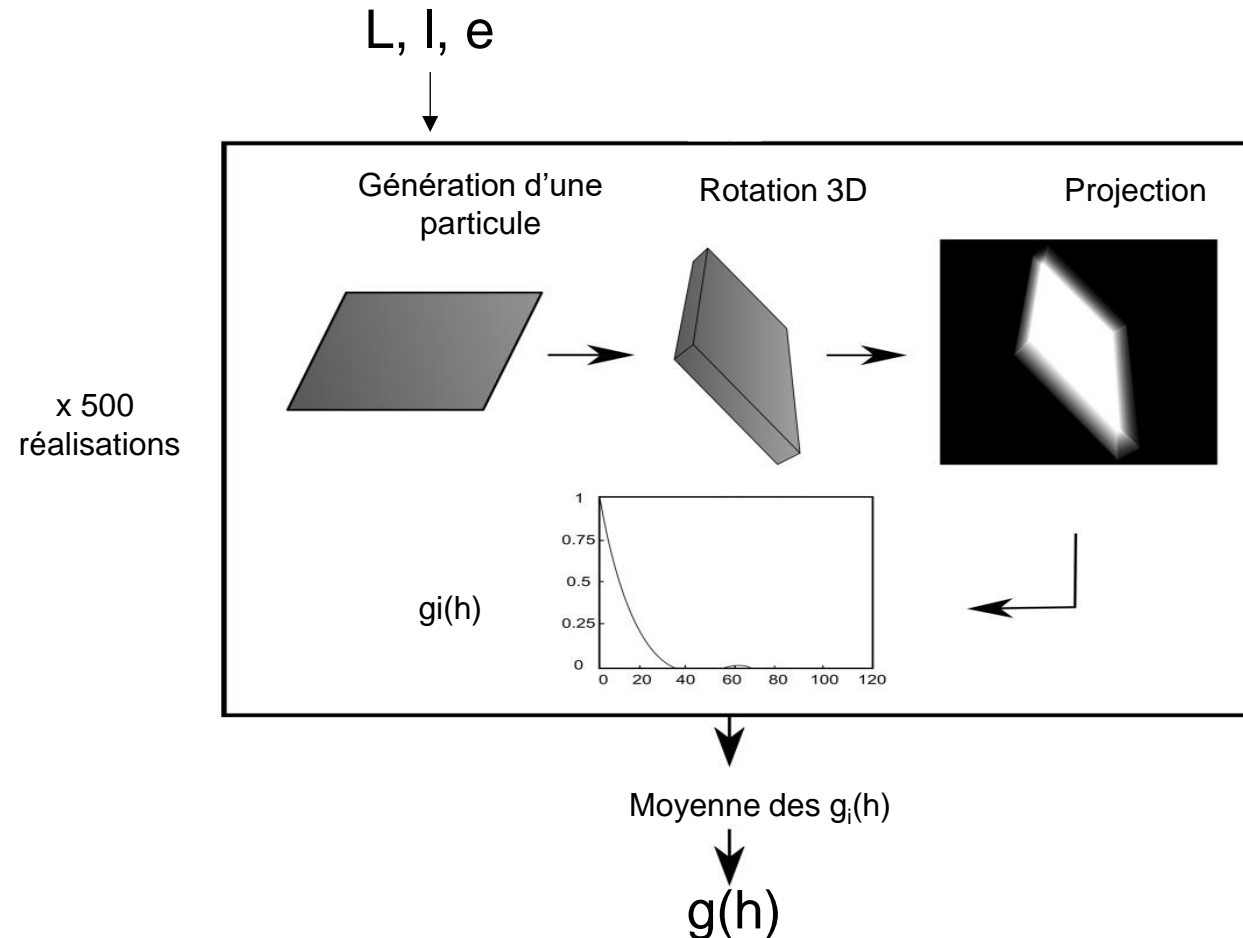 L, l, e
Génération d’une
particule
Rotation 3D
Projection
x 500
réalisations
gi(h)
1
0.75
0.5
0.25
0
0 20 40 60 80 100 120
Moyenne des gi(h)
g(h)